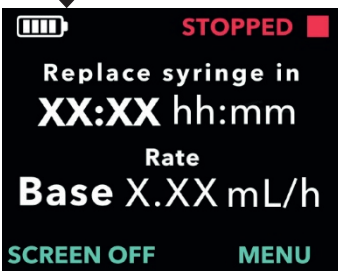 STOPPED
Replace syringe in
XX:XX hh:mm
Rate
Base X.XX mL/h
SCREEN OFF MENU